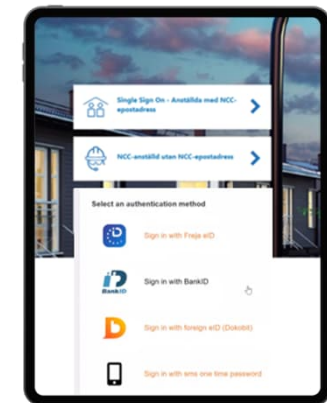 Single Sign On - Anställda med NCC-
epostadress
NCC-anställd utan NCC-epostadress
Select an authentication method
Sign in with Freja eID
BankID
Sign in with BankID
Sign in with foreign eID (Dokobit)
Sign in with sms one time password